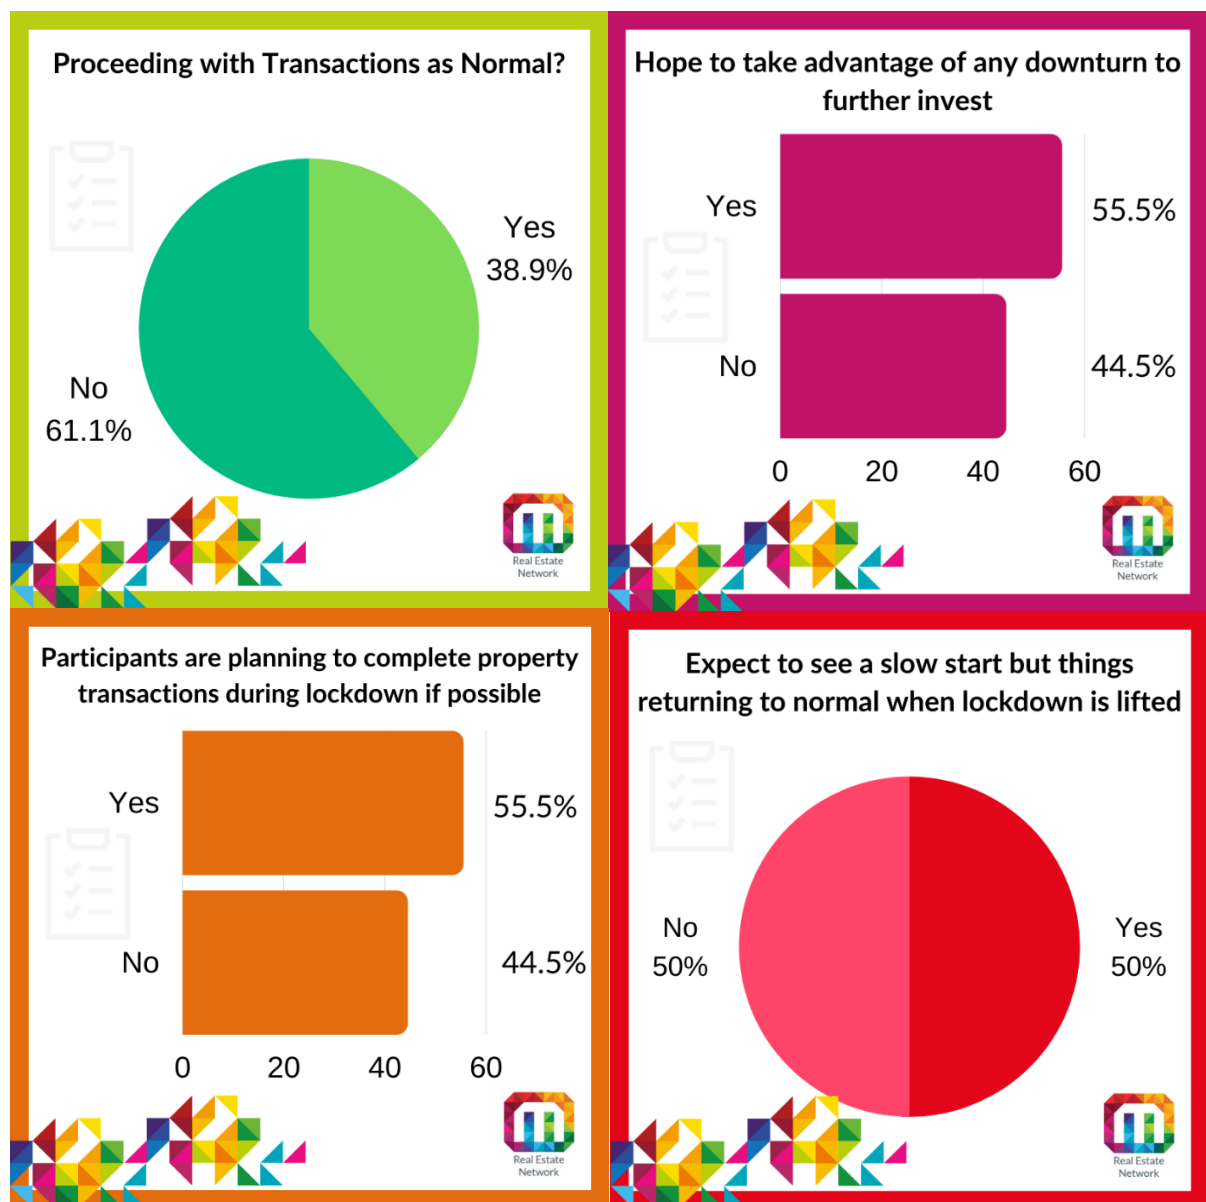 Proceeding with Transactions as Normal?
Yes
38.9%
No
61.1%
Real Estate
Network
Hope to take advantage of any downturn to
further invest
Yes
55.5%
No
44.5%
0 20 40 60
Real Estate
Network
Participants are planning to complete property
transactions during lockdown if possible
Yes
55.5%
No
44.5%
0 20 40 60
Real Estate
Network
Expect to see a slow start but things
returning to normal when lockdown is lifted
No
50%
Yes
50%
Real Estate
Network